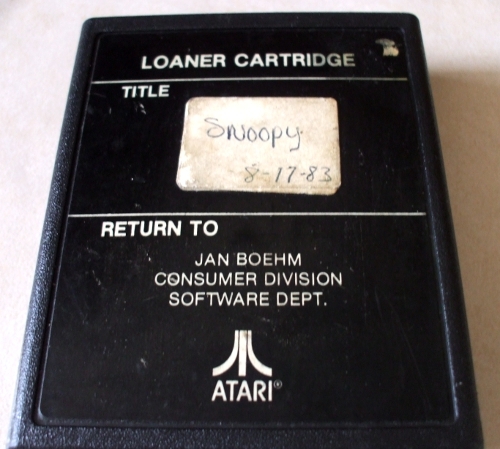 LOANER CARTRIDGE
TITLE
Snoopy
8-17-83
RETURN TO
JAN BOEHM
CONSUMER DIVISION
SOFTWARE DEPT.
ATARI®